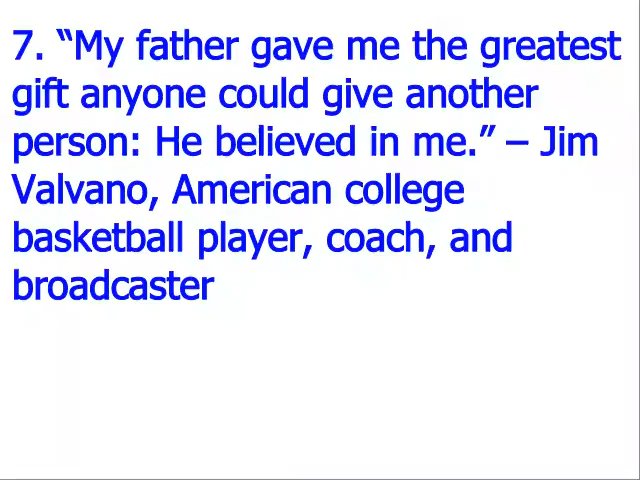 7. “My father gave me the greatest
gift anyone could give another
person: He believed in me.” – Jim
Valvano, American college
basketball player, coach, and
broadcaster